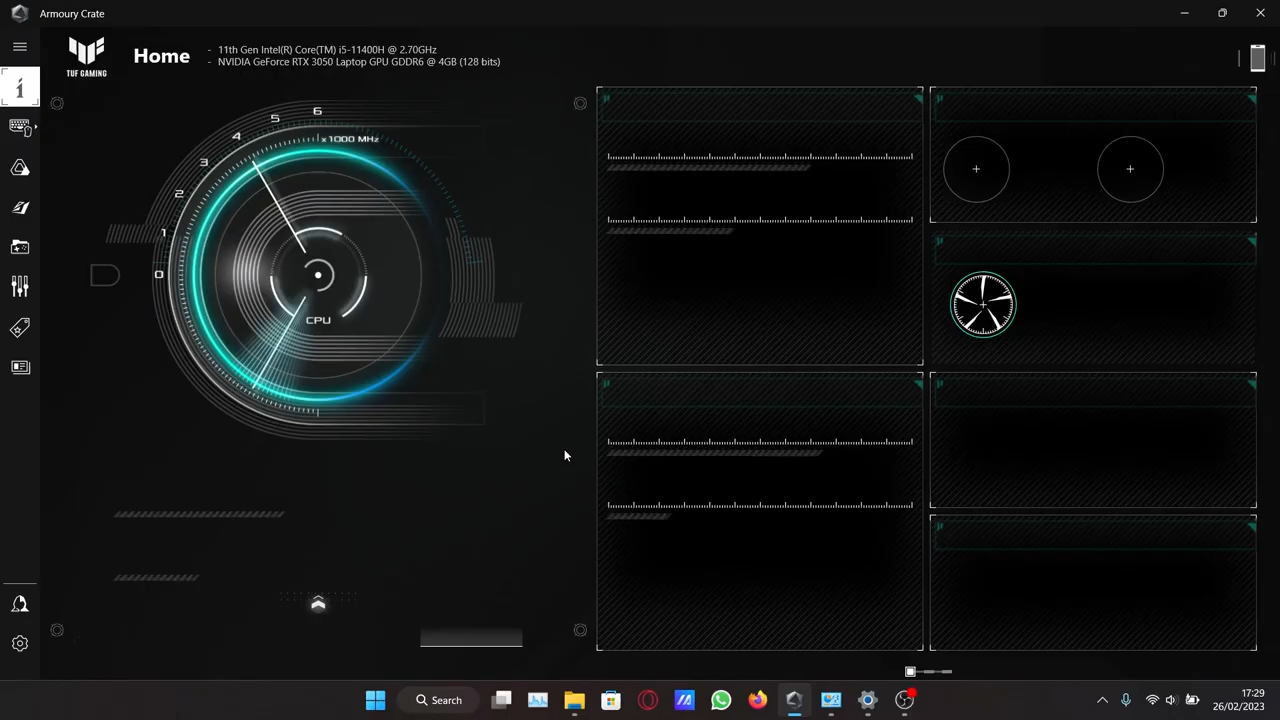 Armoury Crate
TUF GAMING
Home
- 11th Gen Intel(R) Core(TM) i5-11400H @ 2.70GHz
- NVIDIA GeForce RTX 3050 Laptop GPU GDDR6 @ 4GB (128 bits)
6
5
4
x1000 MHz
3
2
1
0
CPU
Search
17:29
26/02/2023